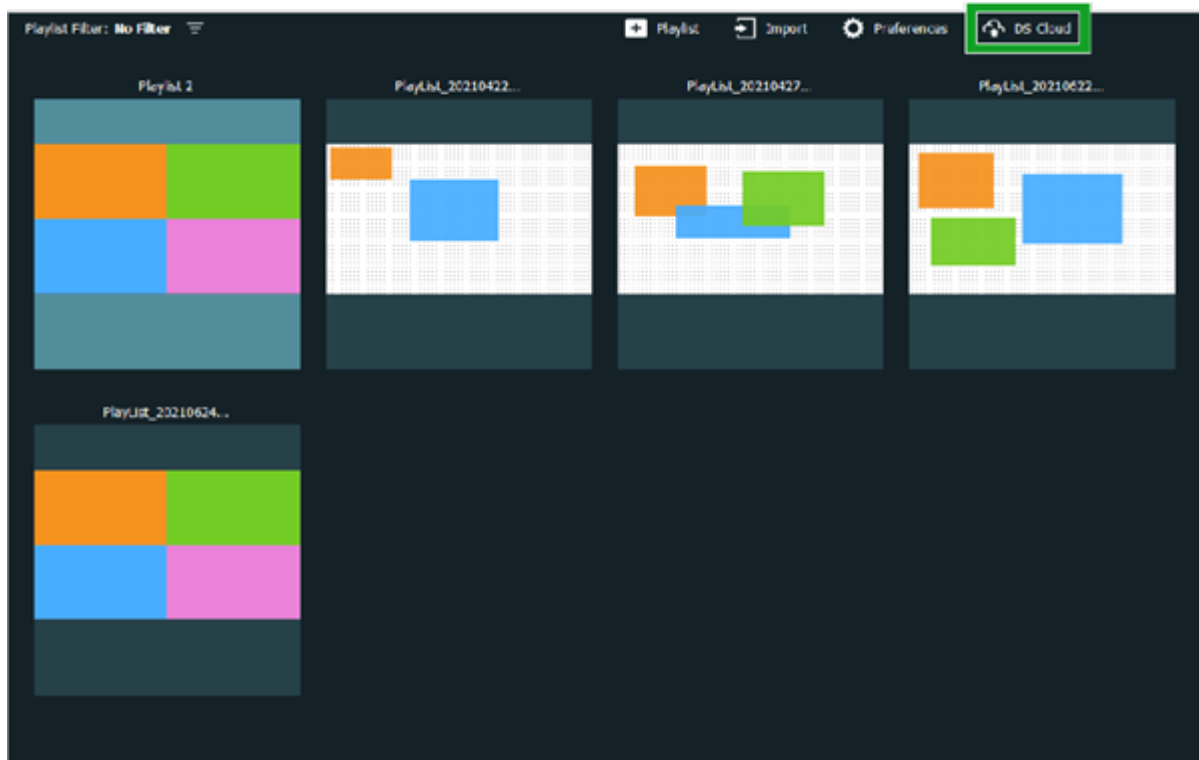 Playlist Filter: No Filter
Playlist
Import
Preferences
DS Cloud
Playlist 2
PlayList_20210422...
PlayList_20210427...
PlayList_20210622...
PlayList_20210624...